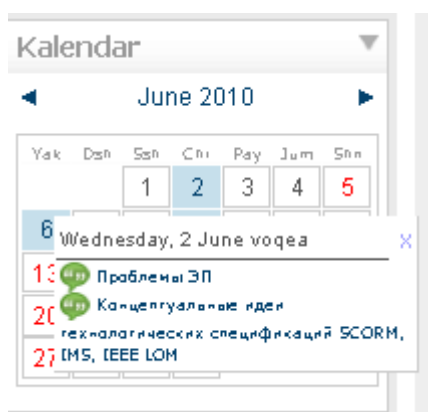 Kalendar
◄ June 2010 ►
Yak Dsh Ssh Chr Pay Jum Shn
1 2 3 4 5
6
Wednesday, 2 June voqea X
13 Проблемы ЭП
20 Концептуальные идеи
технологических спецификаций SCORM,
27 IMS, IEEE LOM